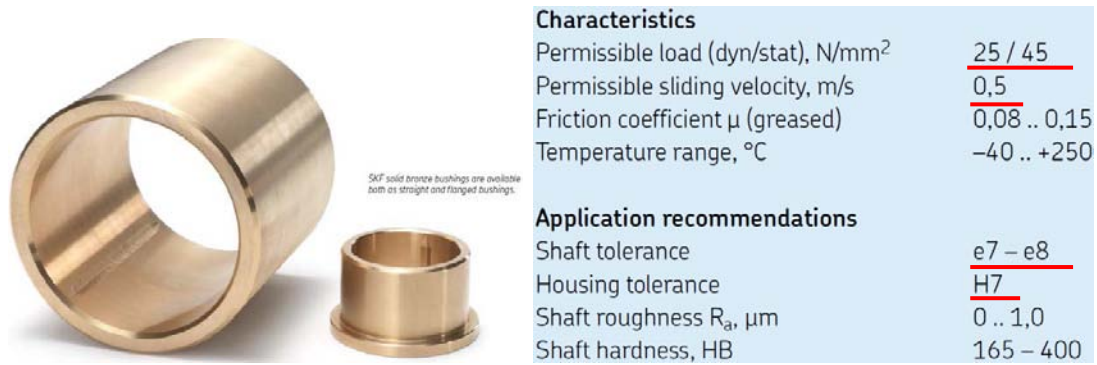 SKF solid bronze bushings are available
both as straight and flanged bushings.
Characteristics
Permissible load (dyn/stat), N/mm² 25 / 45
Permissible sliding velocity, m/s 0,5
Friction coefficient µ (greased) 0,08 .. 0,15
Temperature range, °C –40 .. +250
Application recommendations
Shaft tolerance e7 – e8
Housing tolerance H7
Shaft roughness Ra, µm 0 .. 1,0
Shaft hardness, HB 165 – 400